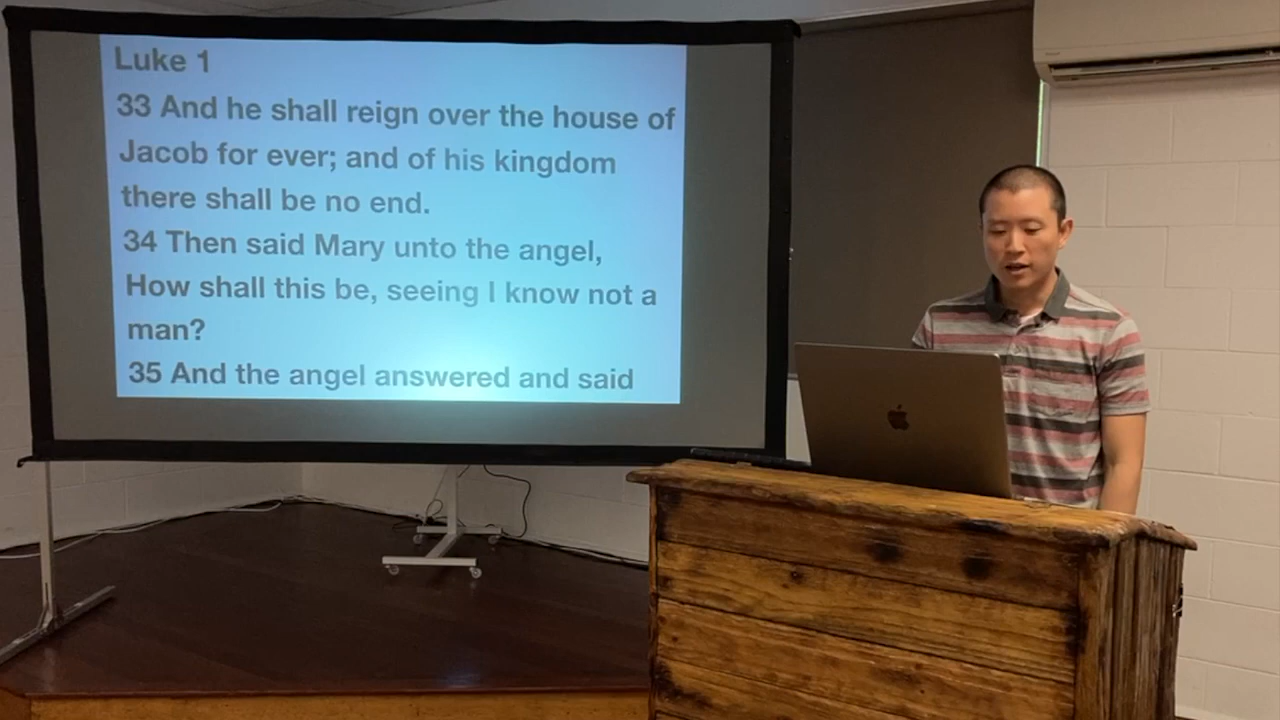 Luke 1
33 And he shall reign over the house of
Jacob for ever; and of his kingdom
there shall be no end.
34 Then said Mary unto the angel,
How shall this be, seeing I know not a
man?
35 And the angel answered and said